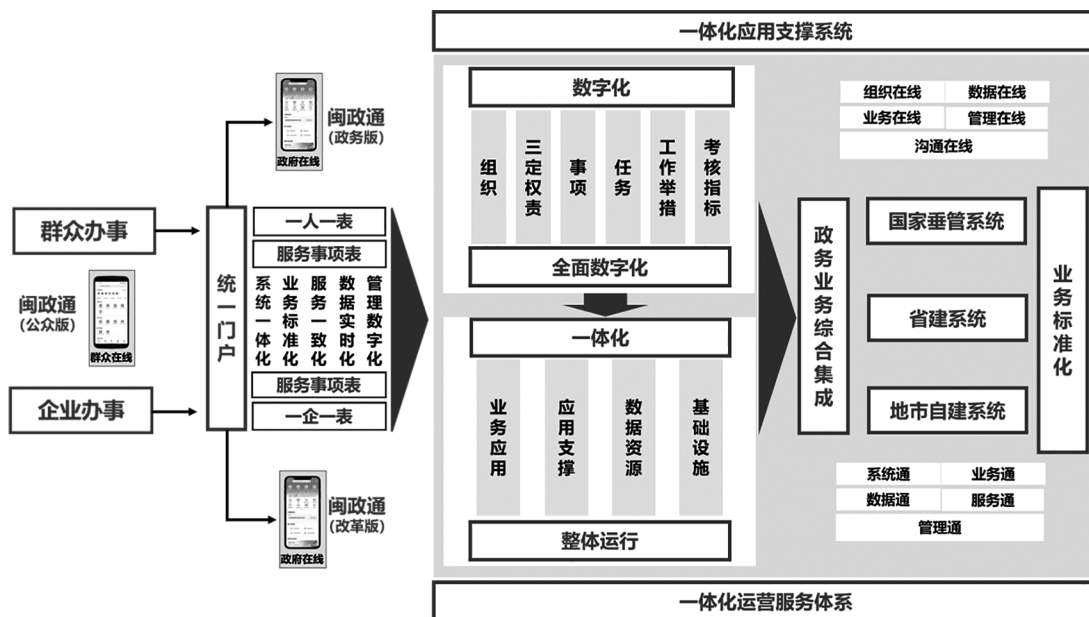 一体化应用支撑系统
闽政通
(政务版)
政府在线
群众办事
闽政通
(公众版)
群众在线
企业办事
闽政通
(改革版)
政府在线
统一门户
一人一表
服务事项表
系统一体化
业务标准化
服务一致化
数据实时化
管理数字化
服务事项表
一企一表
数字化
组织
三定权责
事项
任务
工作举措
考核指标
全面数字化
一体化
业务应用
应用支撑
数据资源
基础设施
整体运行
组织在线
数据在线
业务在线
管理在线
沟通在线
政务业务综合集成
国家垂管系统
省建系统
地市自建系统
业务标准化
系统通
业务通
数据通
服务通
管理通
一体化运营服务体系